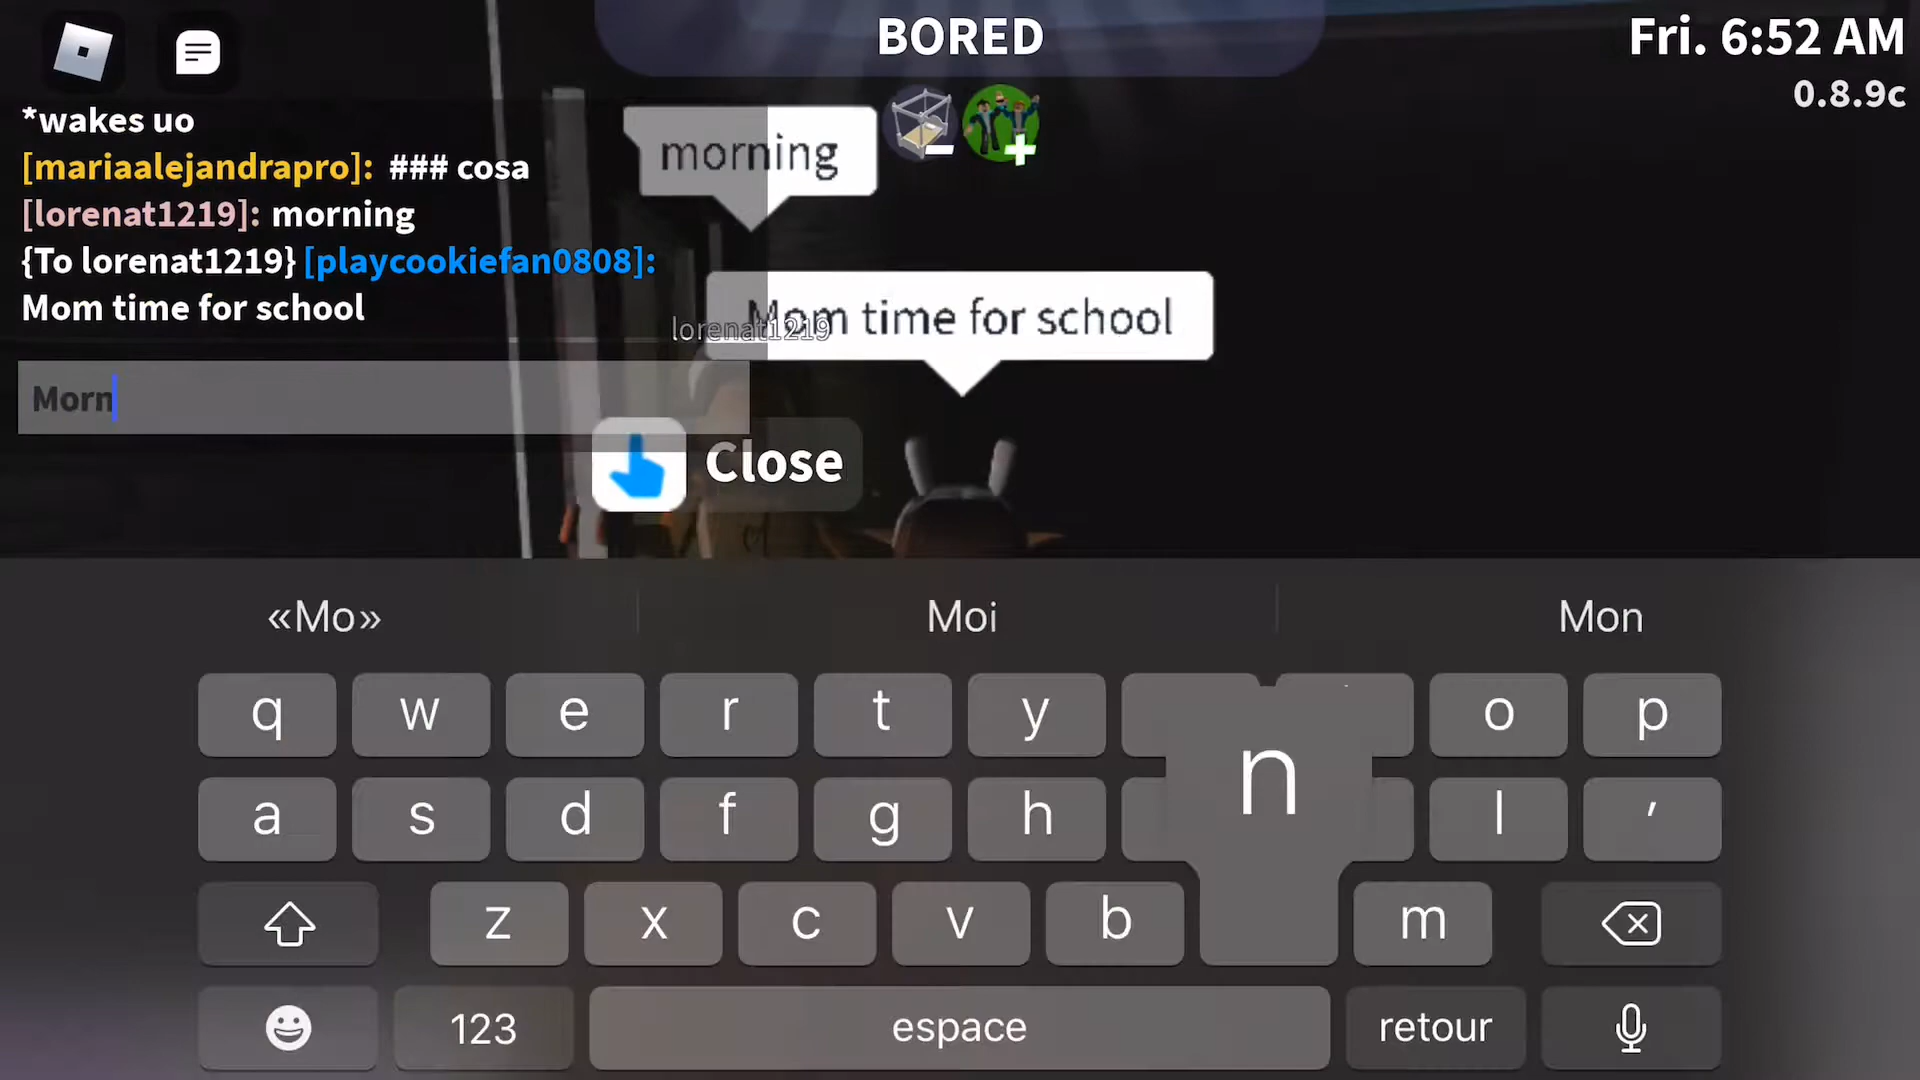 BORED
Fri. 6:52 AM
0.8.9c
*wakes uo
[mariaalejandrapro]: ### cosa
[lorenat1219]: morning
{To lorenat1219} [playcookiefan0808]:
Mom time for school
morning
Mom time for school
lorenat1219
Morn
Close
«Mo» Moi Mon
q w e r t y o p
a s d f g h l ′
n
z x c v b m
123 espace retour